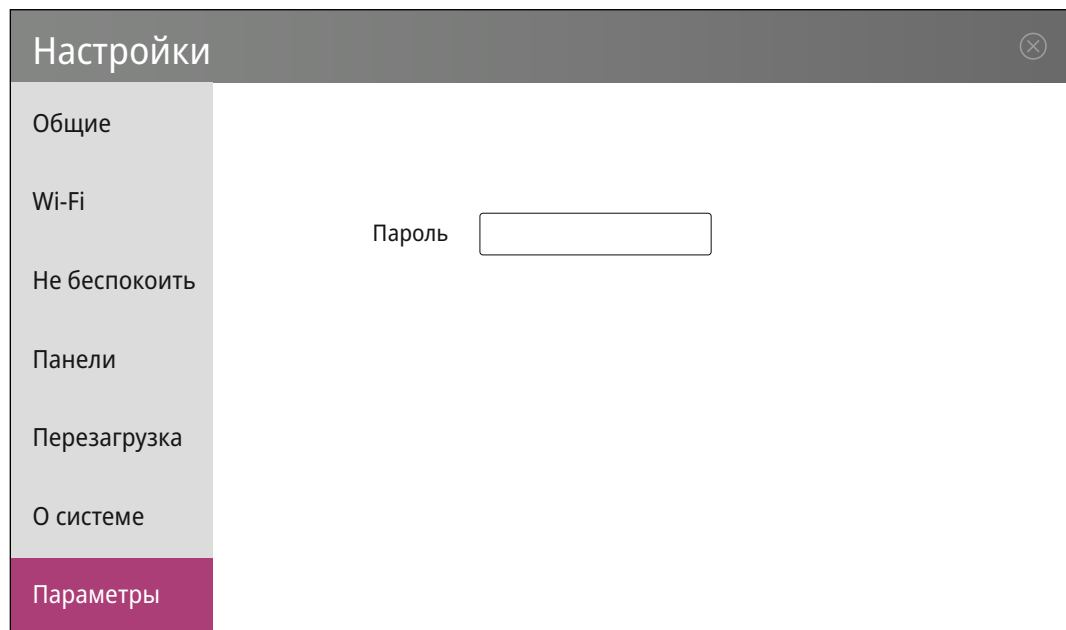 Настройки
Общие
Wi-Fi
Пароль
Не беспокоить
Панели
Перезагрузка
О системе
Параметры